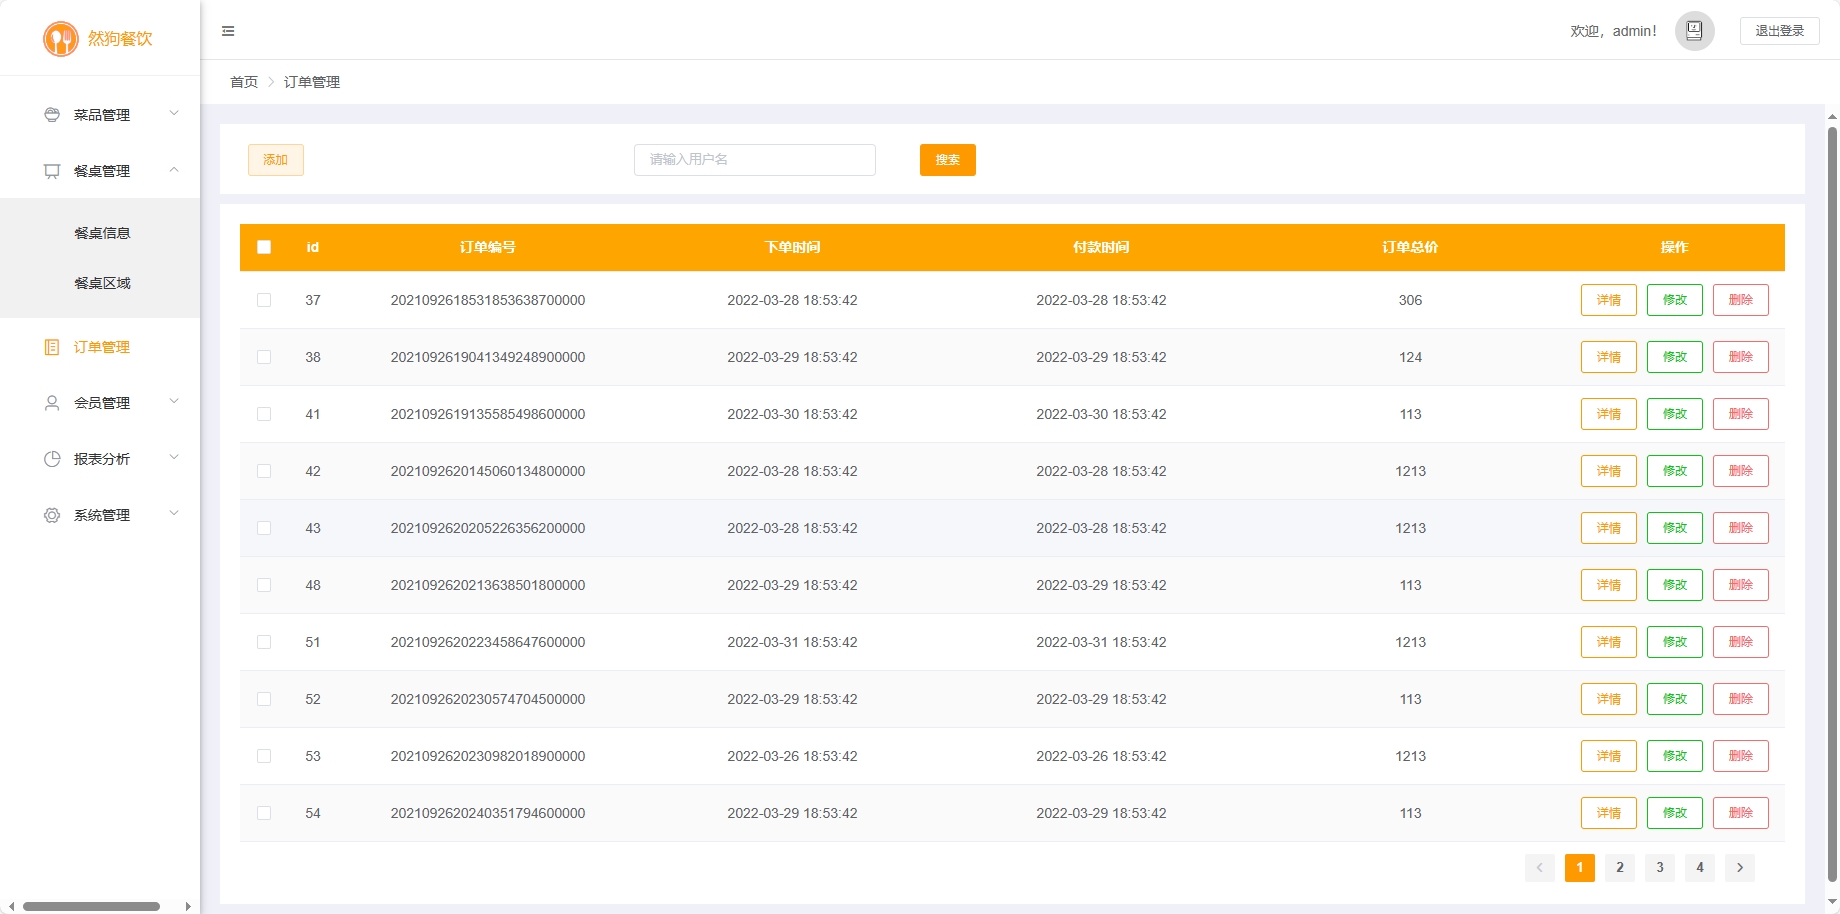 然狗餐饮
欢迎，admin!
退出登录
首页 > 订单管理
菜品管理
餐桌管理
餐桌信息
餐桌区域
订单管理
会员管理
报表分析
系统管理
添加 请输入用户名 搜索
id 订单编号 下单时间 付款时间 订单总价 操作
37 2021092618531853638700000 2022-03-28 18:53:42 2022-03-28 18:53:42 306 详情 修改 删除
38 2021092619041349248900000 2022-03-29 18:53:42 2022-03-29 18:53:42 124 详情 修改 删除
41 2021092619135585498600000 2022-03-30 18:53:42 2022-03-30 18:53:42 113 详情 修改 删除
42 2021092620145060134800000 2022-03-28 18:53:42 2022-03-28 18:53:42 1213 详情 修改 删除
43 2021092620205226356200000 2022-03-28 18:53:42 2022-03-28 18:53:42 1213 详情 修改 删除
48 2021092620213638501800000 2022-03-29 18:53:42 2022-03-29 18:53:42 113 详情 修改 删除
51 2021092620223458647600000 2022-03-31 18:53:42 2022-03-31 18:53:42 1213 详情 修改 删除
52 2021092620230574704500000 2022-03-29 18:53:42 2022-03-29 18:53:42 113 详情 修改 删除
53 2021092620230982018900000 2022-03-26 18:53:42 2022-03-26 18:53:42 1213 详情 修改 删除
54 2021092620240351794600000 2022-03-29 18:53:42 2022-03-29 18:53:42 113 详情 修改 删除
< 1 2 3 4 >